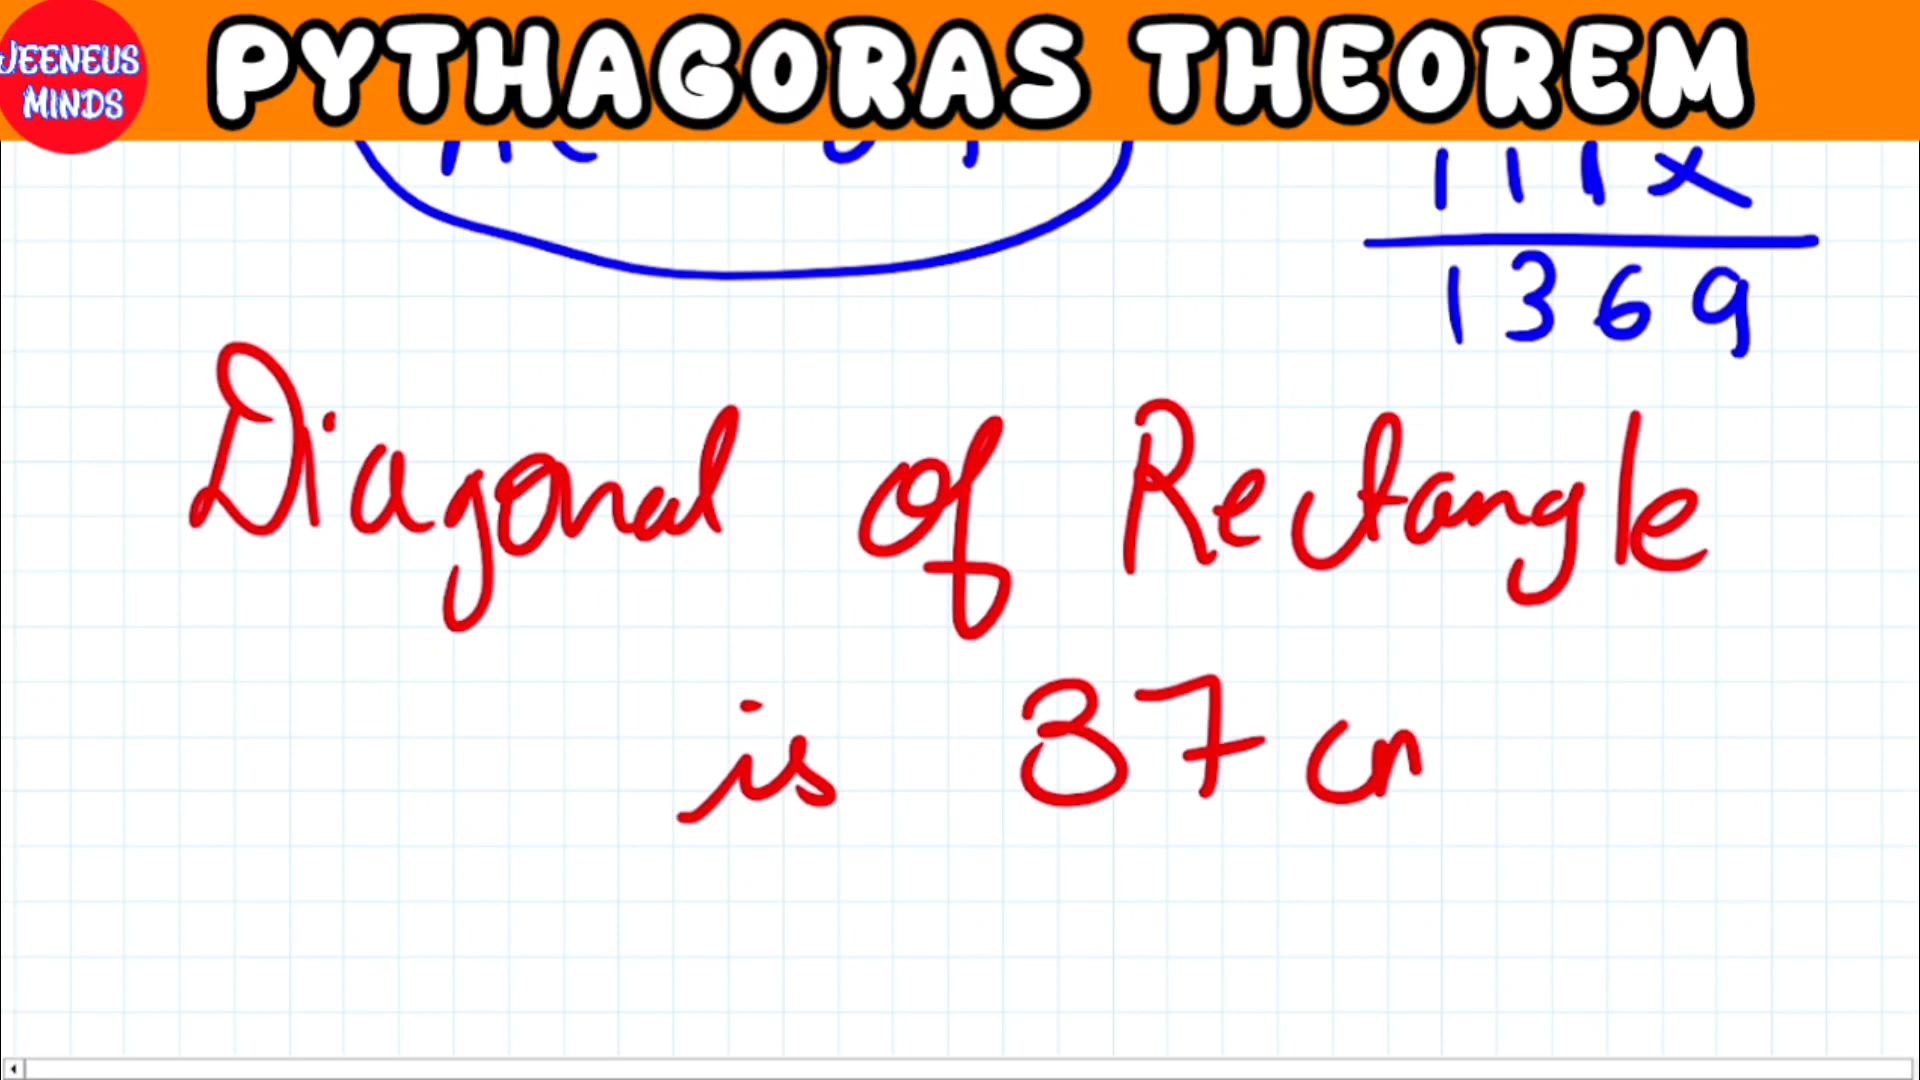 JEENEUS
MINDS
PYTHAGORAS THEOREM
111x
1369
Diagonal of Rectangle
is 37 cm